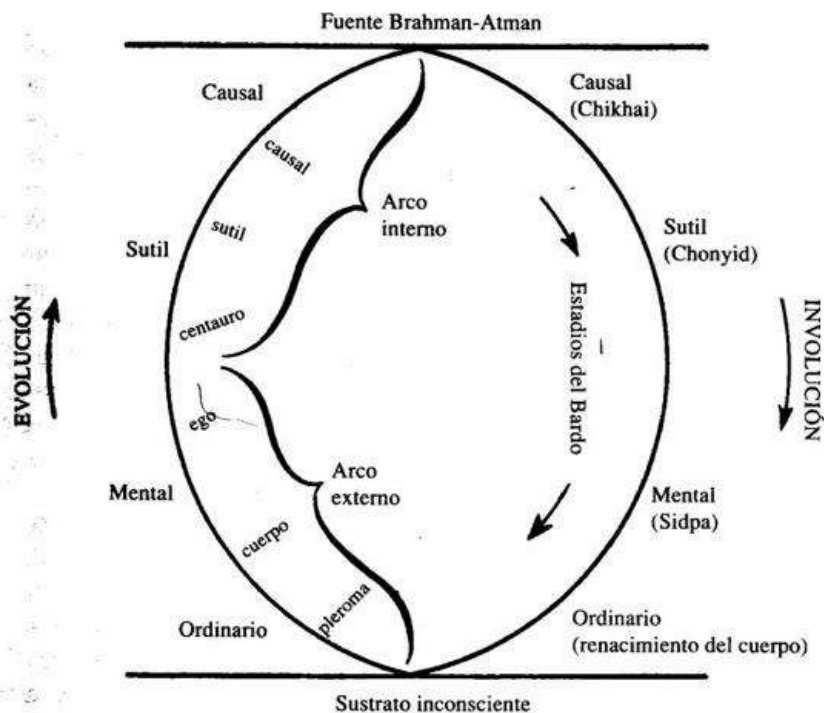 Fuente Brahman-Atman
Causal
Causal
(Chikhai)
causal
Arco
interno
sutil
Sutil
Sutil
(Chonyid)
EVOLUCIÓN
centauro
Estadios del Bardo
INVOLUCIÓN
ego
Arco
externo
Mental
Mental
(Sidpa)
cuerpo
pleroma
Ordinario
Ordinario
(renacimiento del cuerpo)
Sustrato inconsciente